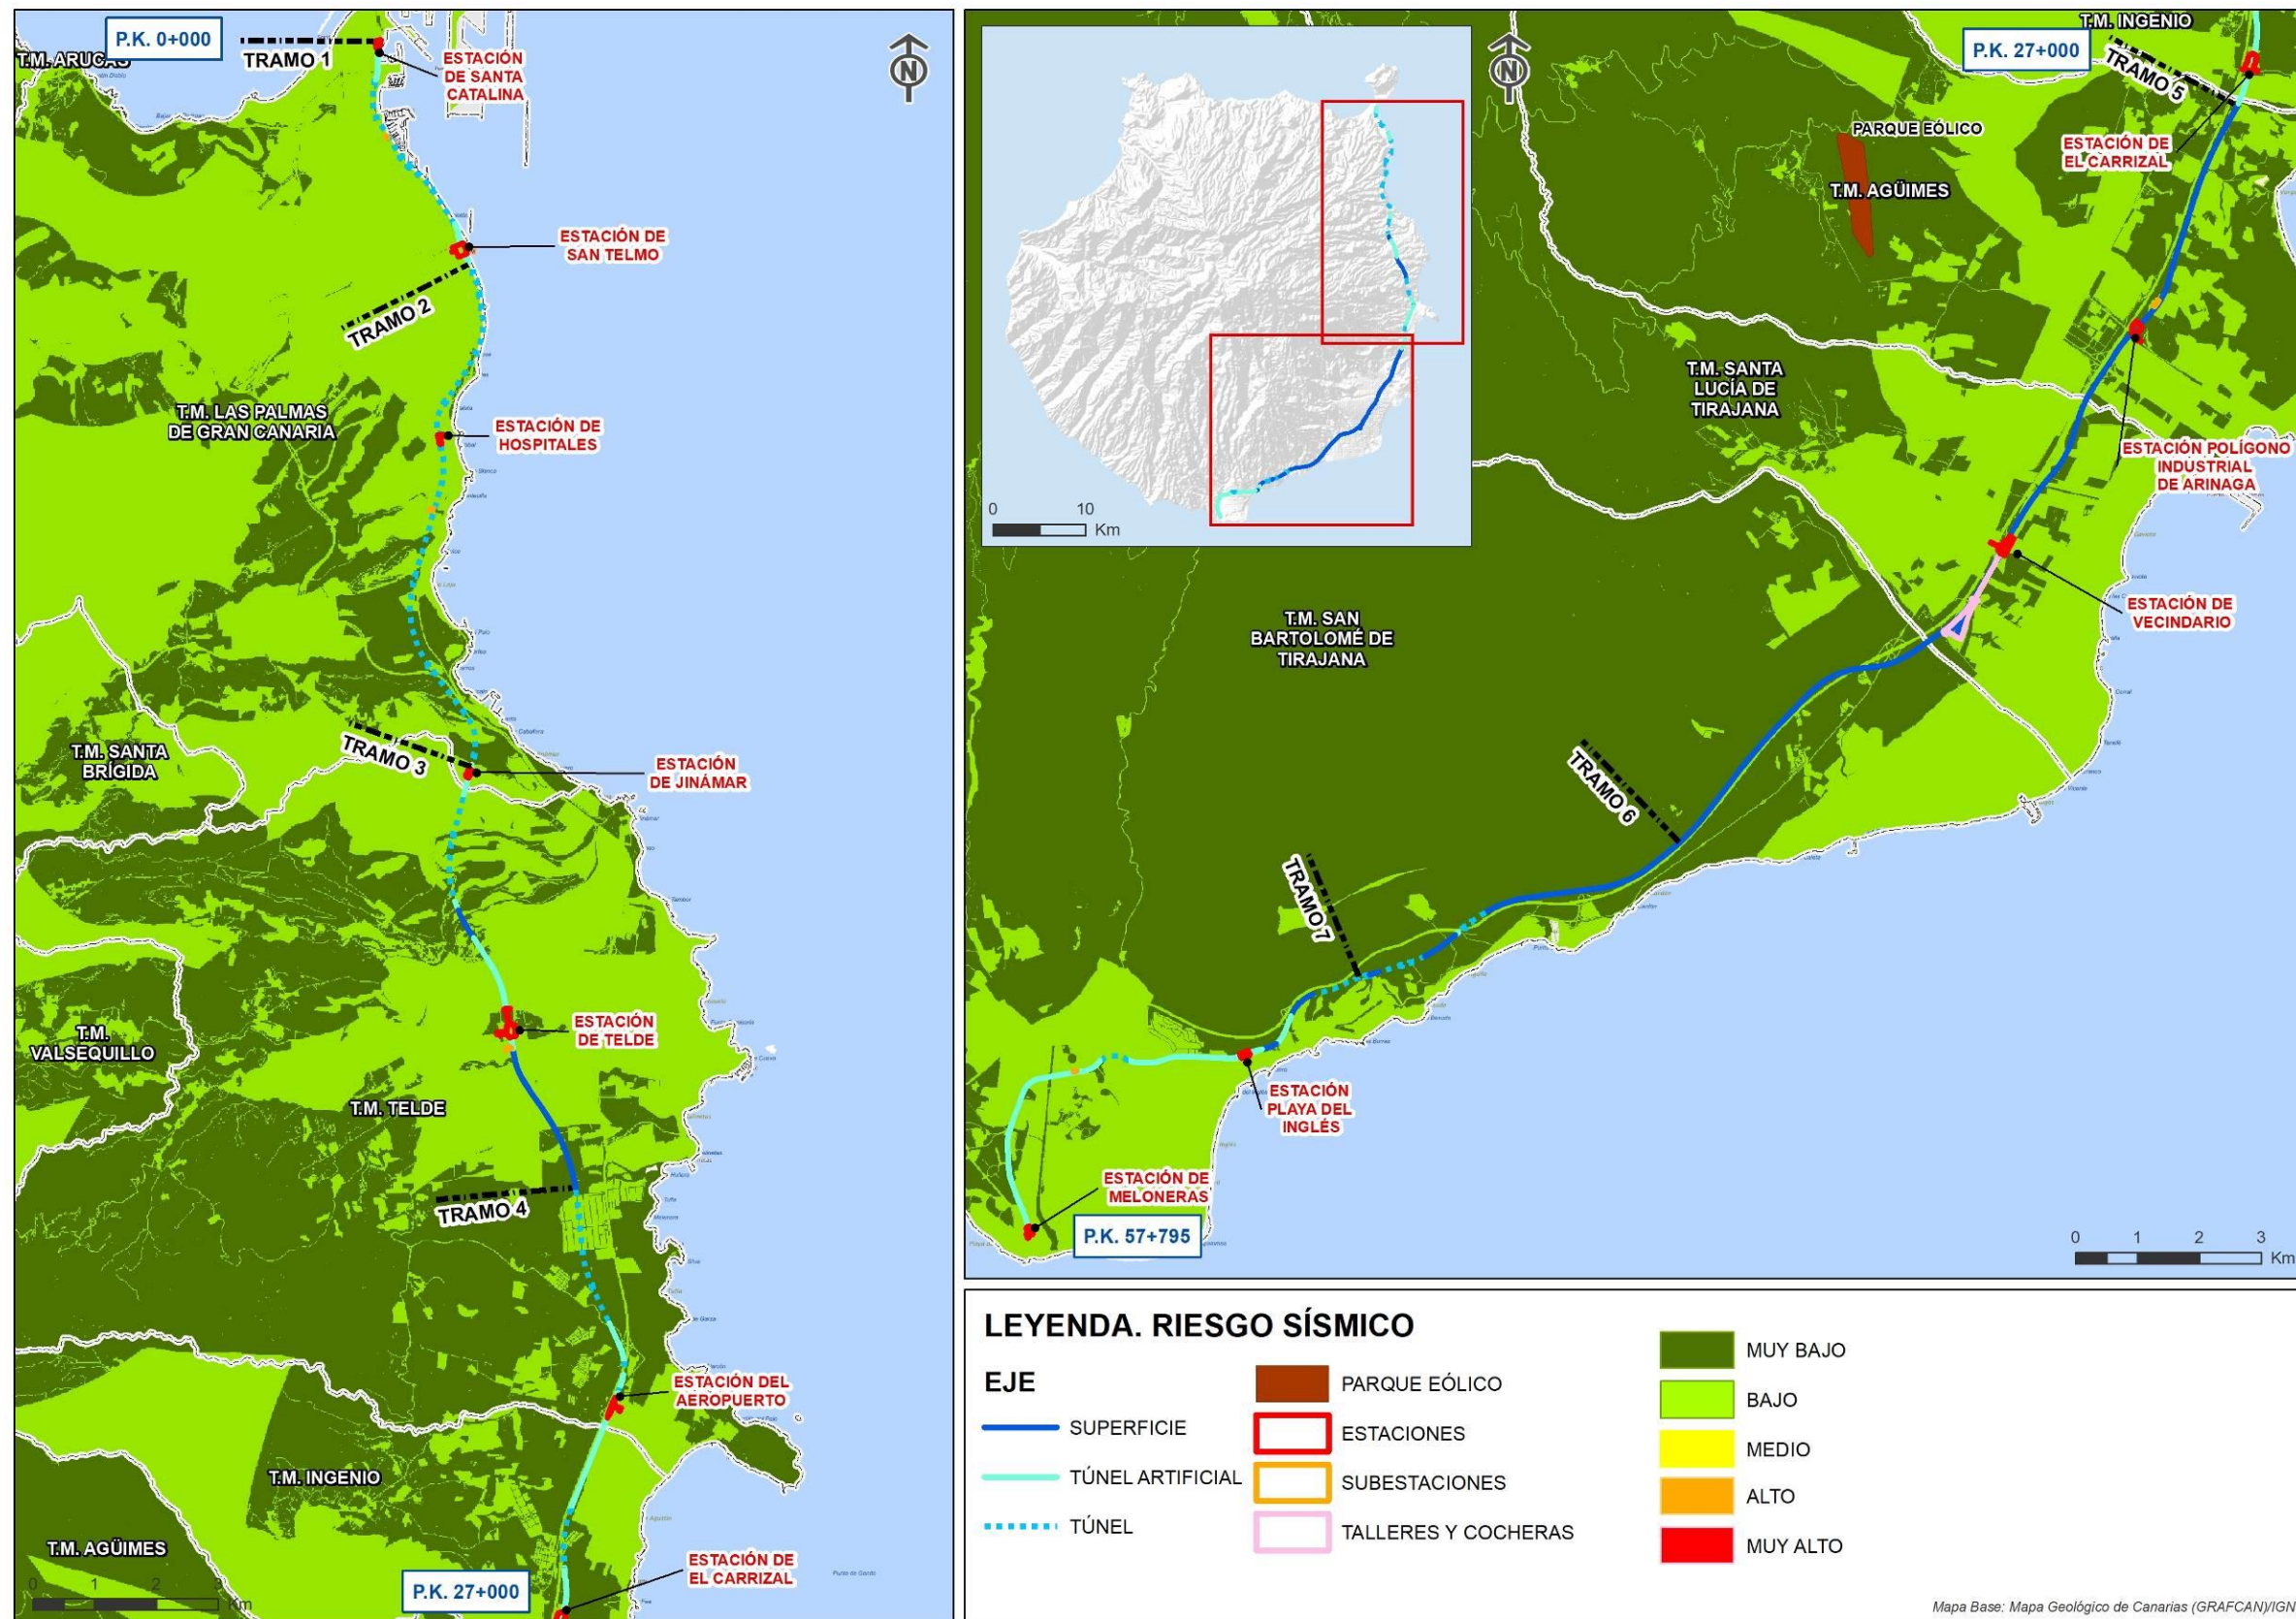 P.K. 0+000
TRAMO 1
T.M. ARUCAS
ESTACIÓN
DE SANTA
CATALINA
N
ESTACIÓN DE
SAN TELMO
TRAMO 2
T.M. LAS PALMAS
DE GRAN CANARIA
ESTACIÓN DE
HOSPITALES
TRAMO 3
T.M. SANTA
BRÍGIDA
ESTACIÓN
DE JINÁMAR
T.M.
VALSEQUILLO
ESTACIÓN
DE TELDE
T.M. TELDE
TRAMO 4
ESTACIÓN DEL
AEROPUERTO
T.M. INGENIO
T.M. AGÜIMES
ESTACIÓN DE
EL CARRIZAL
P.K. 27+000
Punta de Gando
0 1 2 3
Km
0 10
Km
N
T.M. INGENIO
P.K. 27+000
TRAMO 5
PARQUE EÓLICO
ESTACIÓN DE
EL CARRIZAL
T.M. AGÜIMES
T.M. SANTA
LUCÍA DE
TIRAJANA
ESTACIÓN POLÍGONO
INDUSTRIAL
DE ARINAGA
ESTACIÓN DE
VECINDARIO
T.M. SAN
BARTOLOMÉ DE
TIRAJANA
TRAMO 6
TRAMO 7
ESTACIÓN
PLAYA DEL
INGLÉS
ESTACIÓN DE
MELONERAS
P.K. 57+795
0 1 2 3
Km
LEYENDA. RIESGO SÍSMICO
EJE
SUPERFICIE
TÚNEL ARTIFICIAL
TÚNEL
PARQUE EÓLICO
ESTACIONES
SUBESTACIONES
TALLERES Y COCHERAS
MUY BAJO
BAJO
MEDIO
ALTO
MUY ALTO
Mapa Base: Mapa Geológico de Canarias (GRAFCAN)/IGN